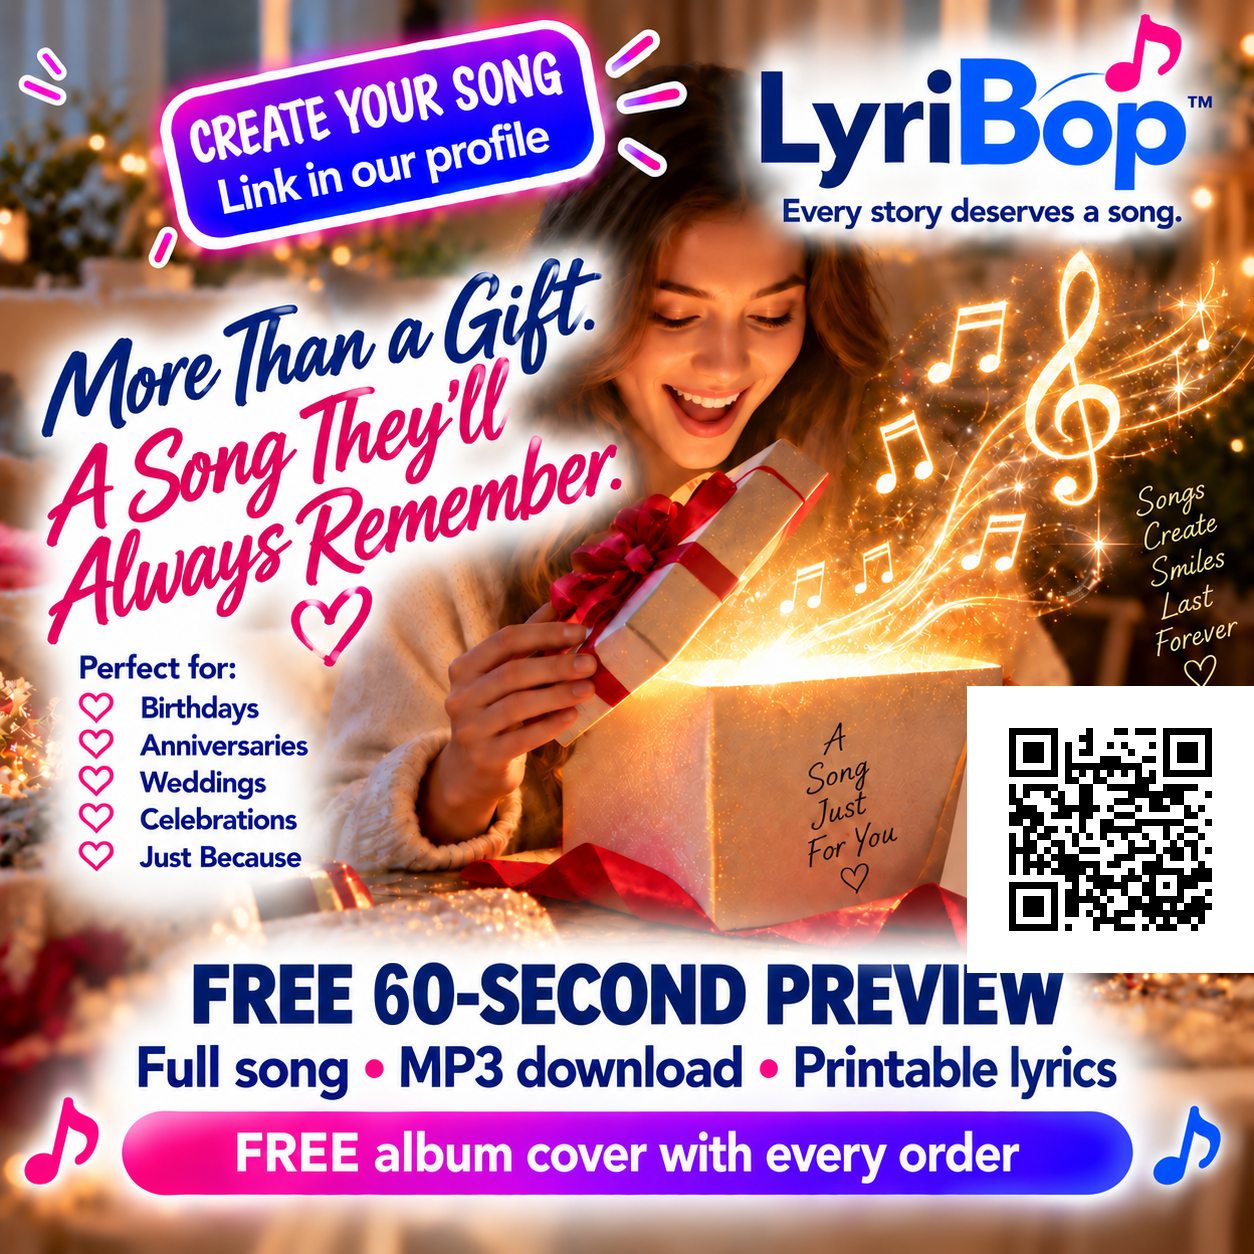 CREATE YOUR SONG
Link in our profile
LyriBop™
Every story deserves a song.
More Than a Gift.
A Song They'll
Always Remember.
Songs
Create
Smiles
Last
Forever
Perfect for:
Birthdays
Anniversaries
Weddings
Celebrations
Just Because
A
Song
Just
For You
FREE 60-SECOND PREVIEW
Full song • MP3 download • Printable lyrics
FREE album cover with every order